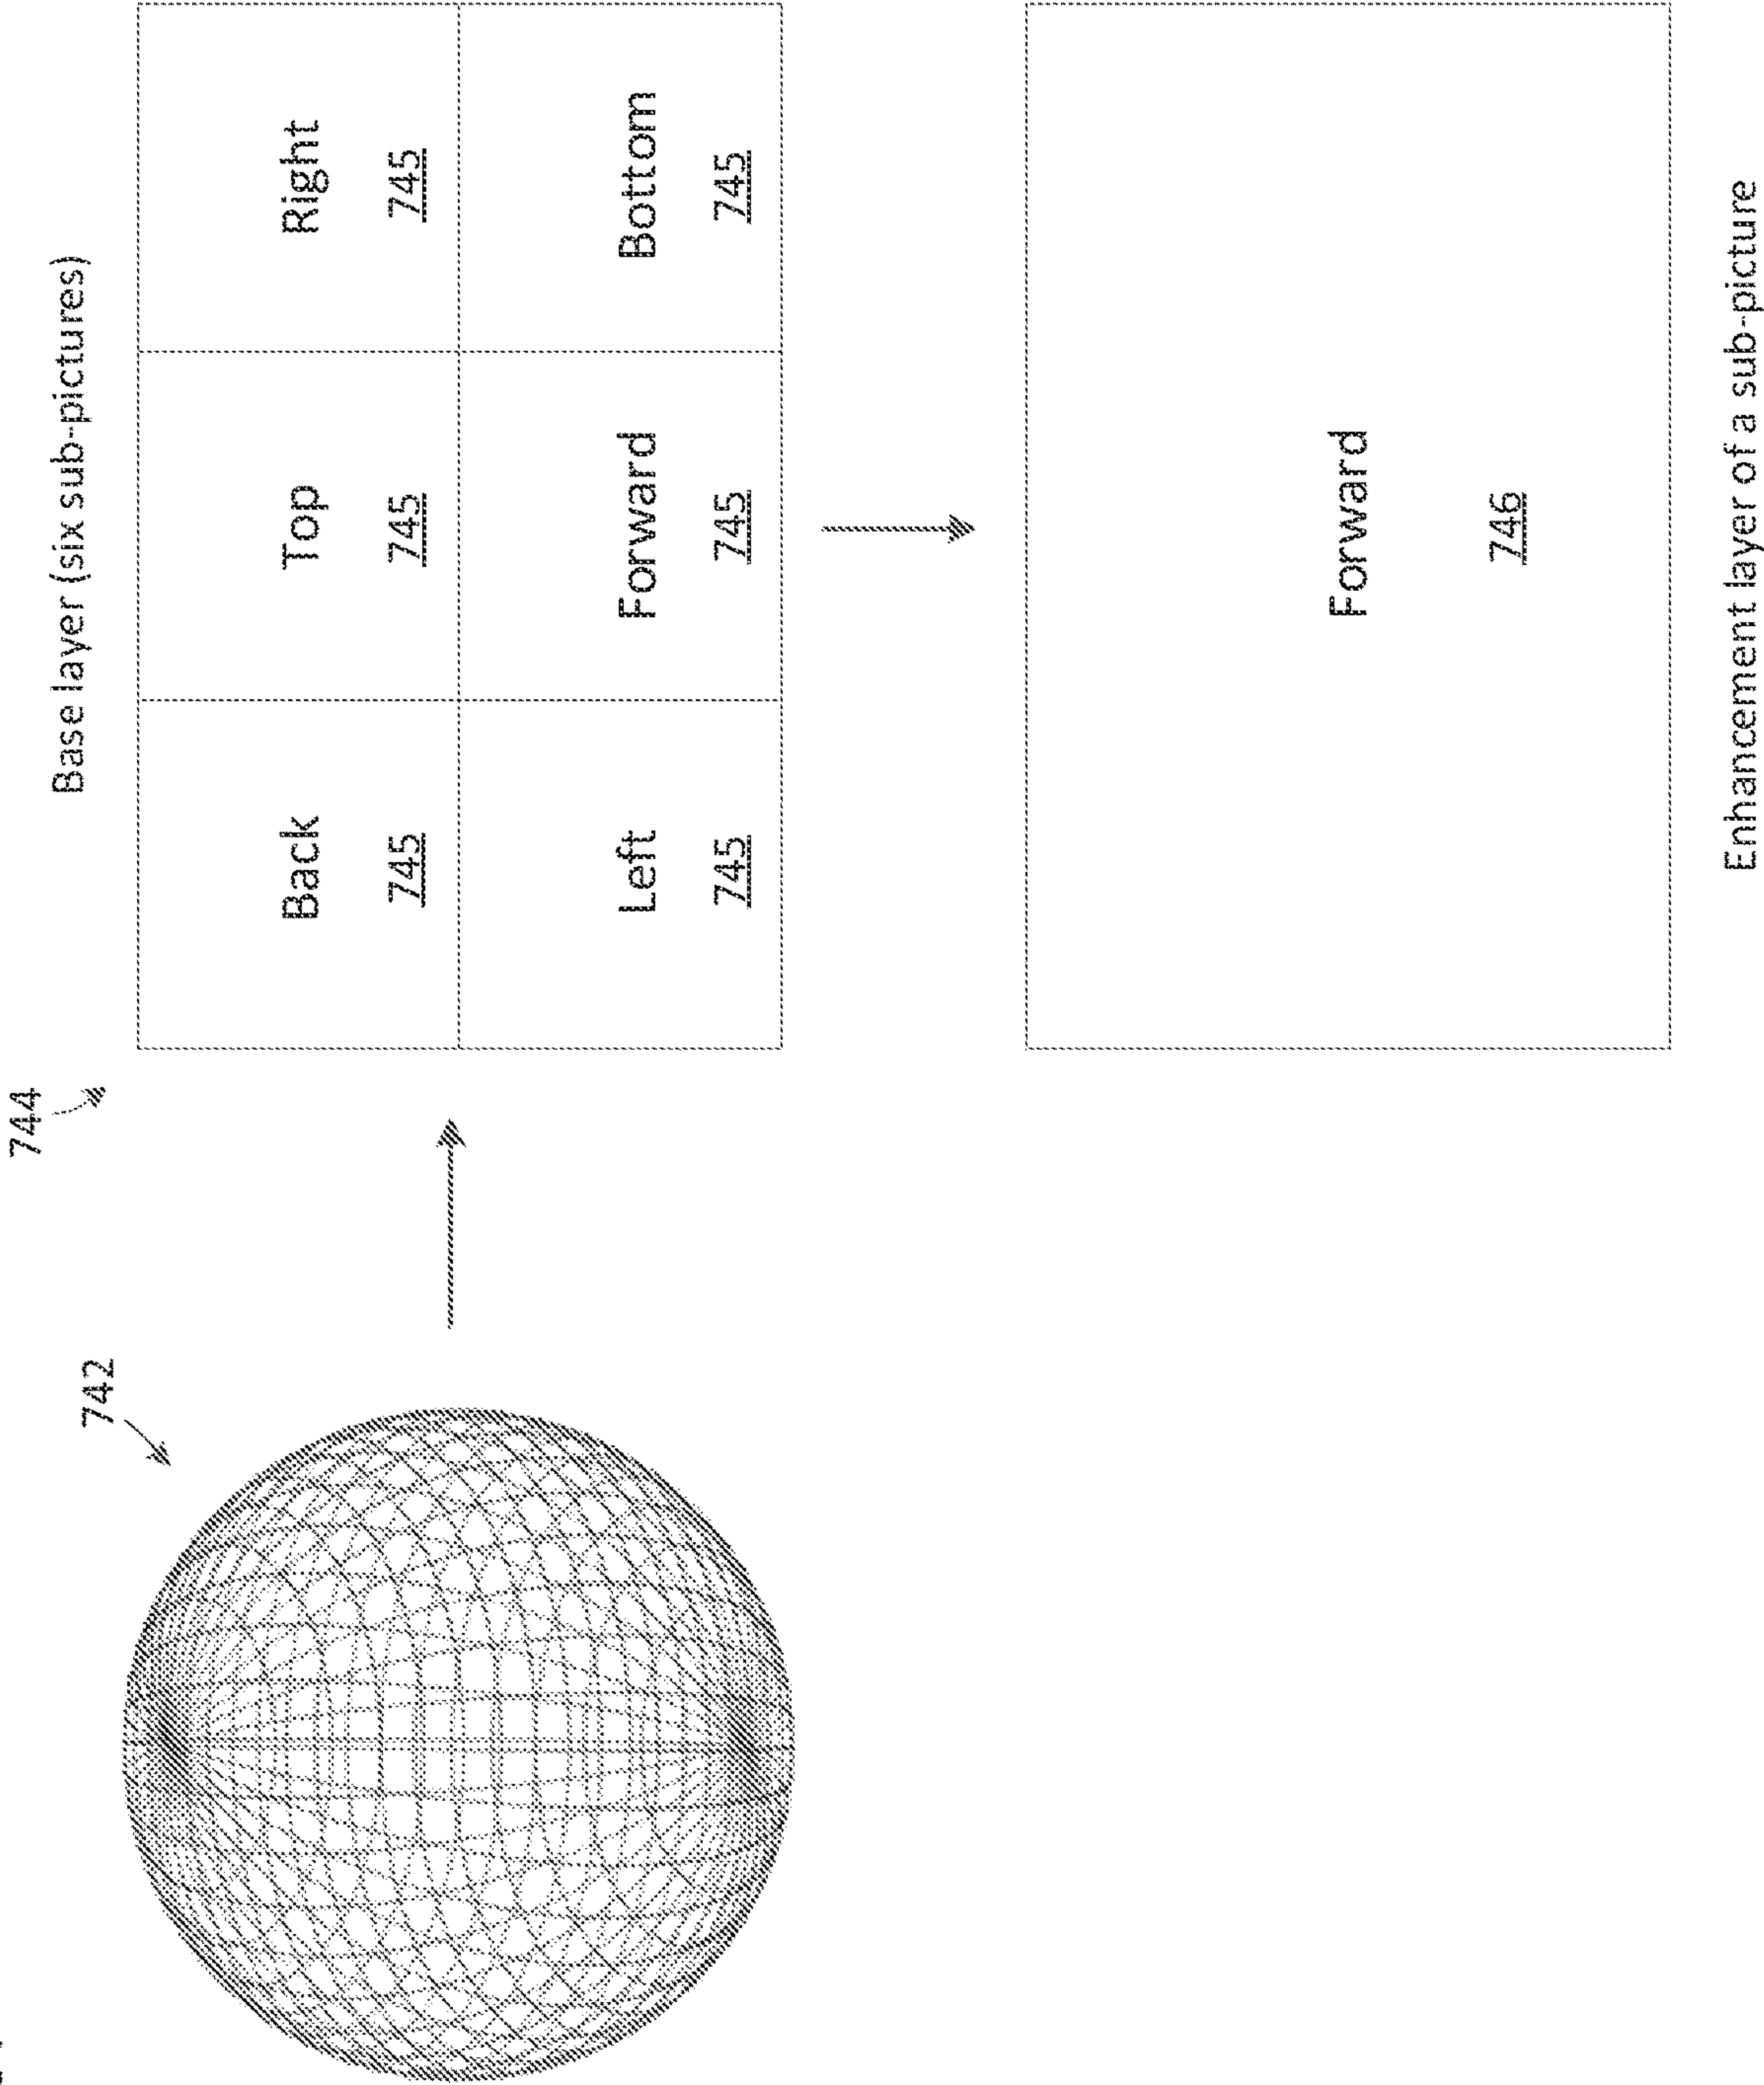 742
744
Base layer (six sub-pictures)
Back
Top
Right
745
745
745
Left
Forward
Bottom
745
745
745
Forward
746
Enhancement layer of a sub-picture